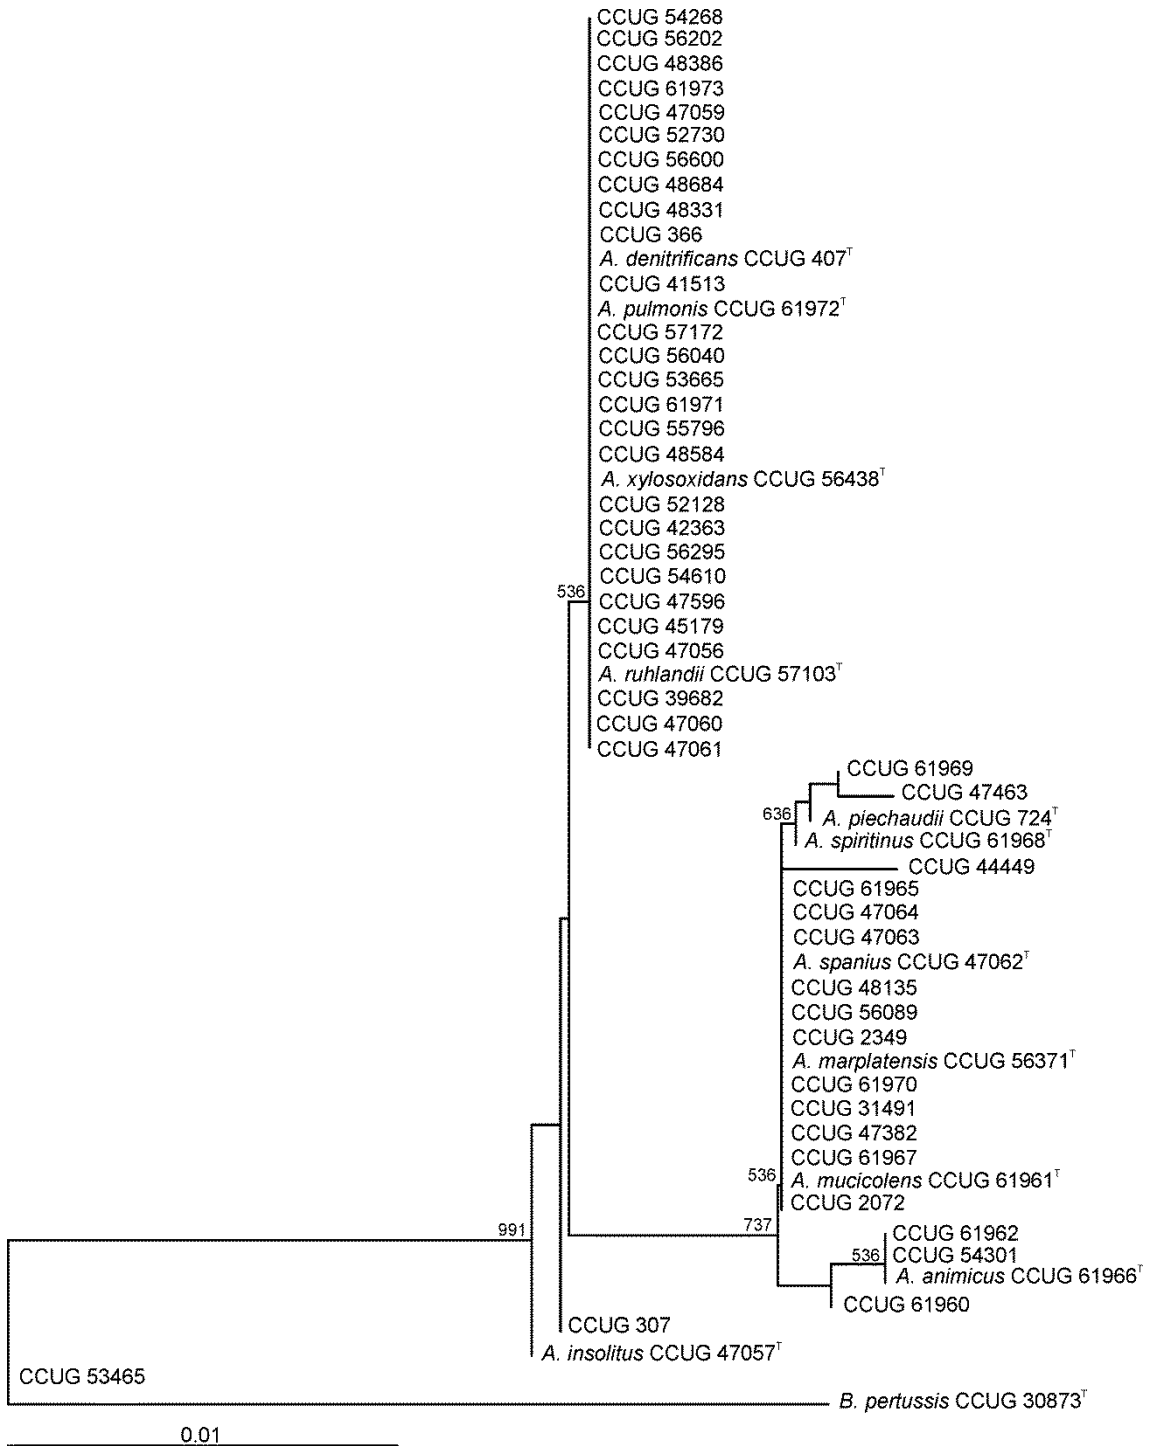 CCUG 54268
CCUG 56202
CCUG 48386
CCUG 61973
CCUG 47059
CCUG 52730
CCUG 56600
CCUG 48684
CCUG 48331
CCUG 366
A. denitrificans CCUG 407T
CCUG 41513
A. pulmonis CCUG 61972T
CCUG 57172
CCUG 56040
CCUG 53665
CCUG 61971
CCUG 55796
CCUG 48584
A. xylosoxidans CCUG 56438T
CCUG 52128
CCUG 42363
CCUG 56295
CCUG 54610
536
CCUG 47596
CCUG 45179
CCUG 47056
A. ruhlandii CCUG 57103T
CCUG 39682
CCUG 47060
CCUG 47061
CCUG 61969
CCUG 47463
636
A. piechaudii CCUG 724T
A. spiritinus CCUG 61968T
CCUG 44449
CCUG 61965
CCUG 47064
CCUG 47063
A. spanius CCUG 47062T
CCUG 48135
CCUG 56089
CCUG 2349
A. marplatensis CCUG 56371T
CCUG 61970
CCUG 31491
CCUG 47382
CCUG 61967
536
A. mucicolens CCUG 61961T
CCUG 2072
737
991
CCUG 61962
536
CCUG 54301
A. animicus CCUG 61966T
CCUG 61960
CCUG 307
A. insolitus CCUG 47057T
CCUG 53465
B. pertussis CCUG 30873T
0.01